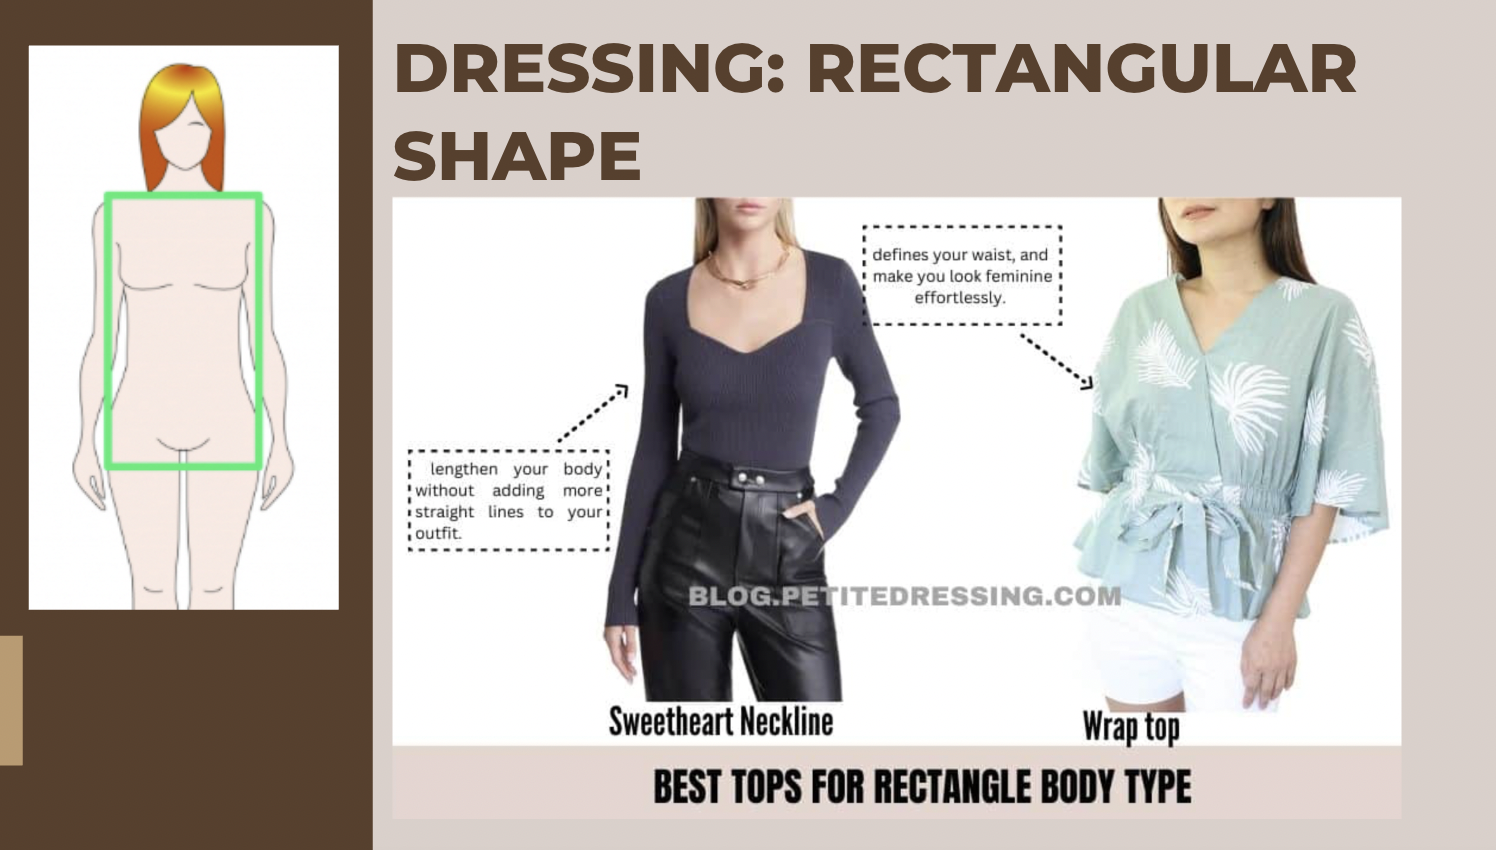 DRESSING: RECTANGULAR
SHAPE
defines your waist, and
make you look feminine
effortlessly.
lengthen your body
without adding more
straight lines to your
outfit.
BLOG.PETITEDRESSING.COM
Sweetheart Neckline
Wrap top
BEST TOPS FOR RECTANGLE BODY TYPE